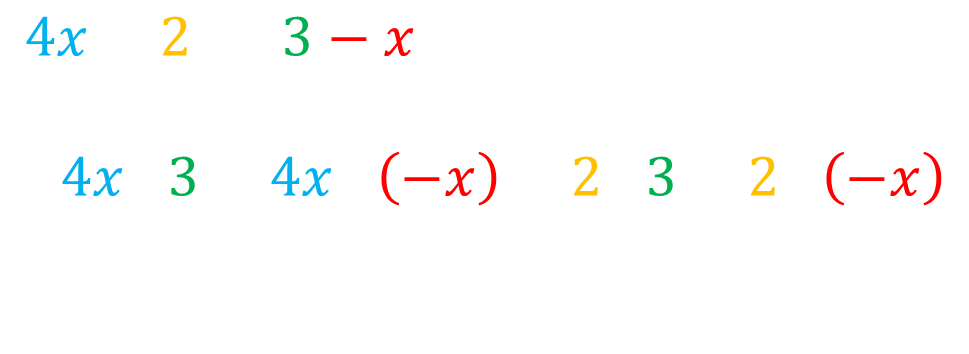 4x 2 3 − x
4x 3 4x (−x) 2 3 2 (−x)